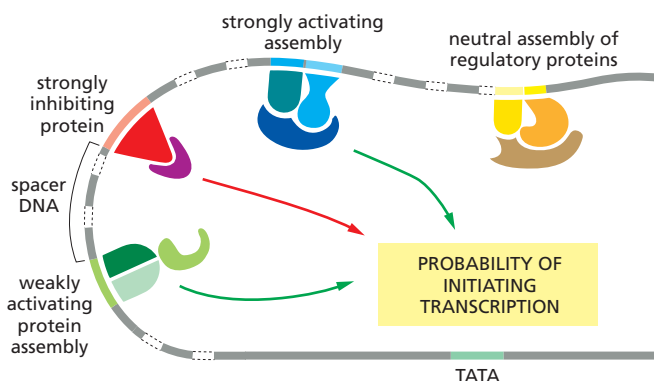 strongly activating
assembly
neutral assembly of
regulatory proteins
strongly
inhibiting
protein
spacer
DNA
weakly
activating
protein
assembly
PROBABILITY OF
INITIATING
TRANSCRIPTION
TATA